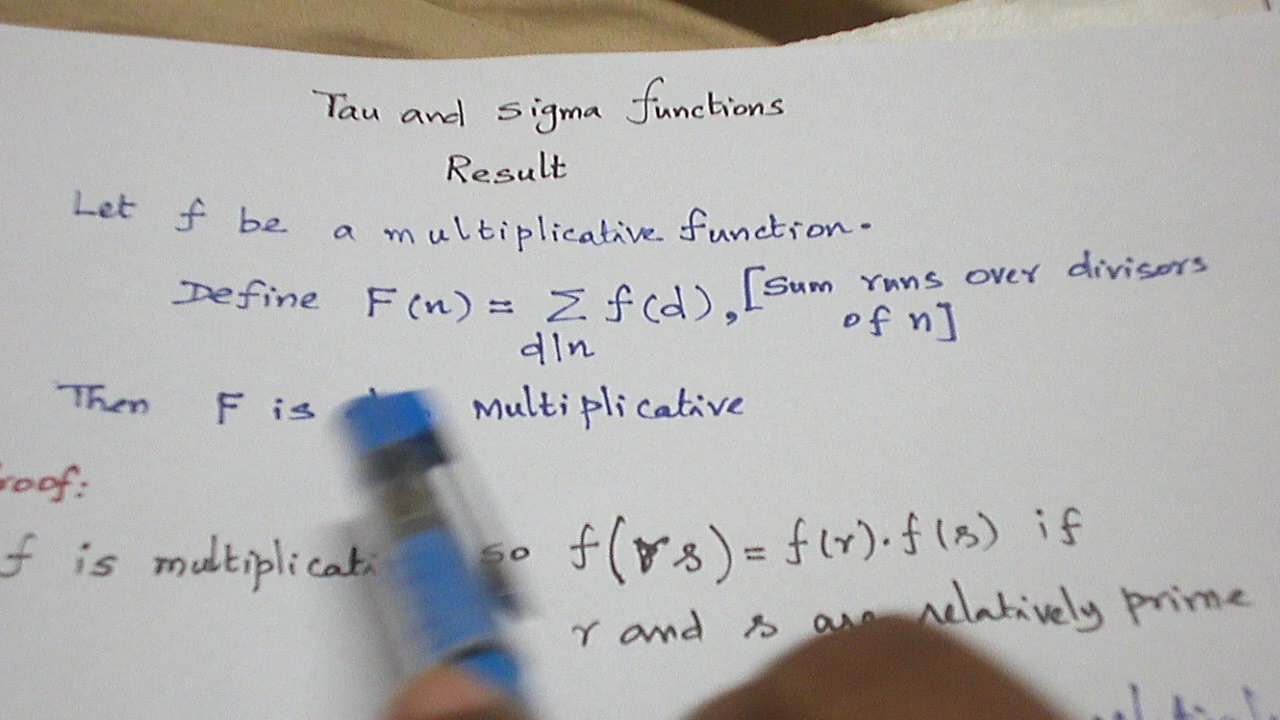 Tau and sigma functions
Result
Let f be a multiplicative function.
Define F(n) = Σ f(d), [Sum runs over divisors
of n]
d|n
Then F is multiplicative
roof:
f is multiplicati so f(rs) = f(r).f(s) if
r and s are relatively prime